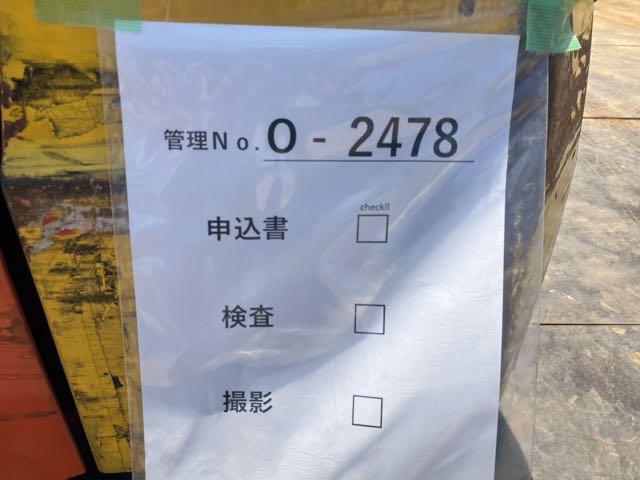 管理No. O - 2478
check!!
申込書 □
検査 □
撮影 □